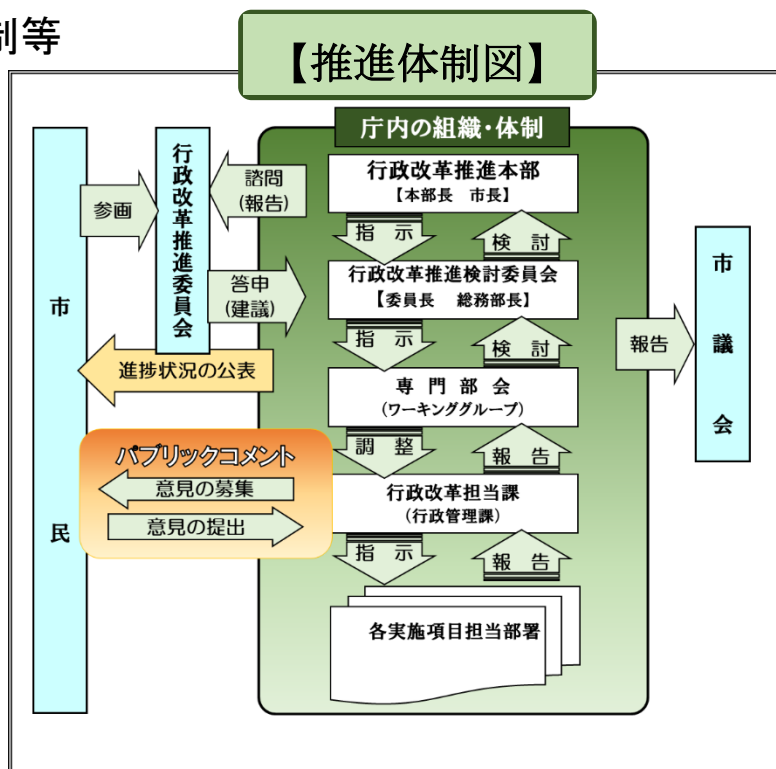 制等
【推進体制図】
庁内の組織・体制
市民
参画
行政改革推進委員会
諮問
(報告)
答申
(建議)
進捗状況の公表
パブリックコメント
意見の募集
意見の提出
行政改革推進本部
【本部長 市長】
指 示
検 討
行政改革推進検討委員会
【委員長 総務部長】
指 示
検 討
専 門 部 会
(ワーキンググループ)
調 整
報 告
行政改革担当課
(行政管理課)
指 示
報 告
各実施項目担当部署
報告
市議会